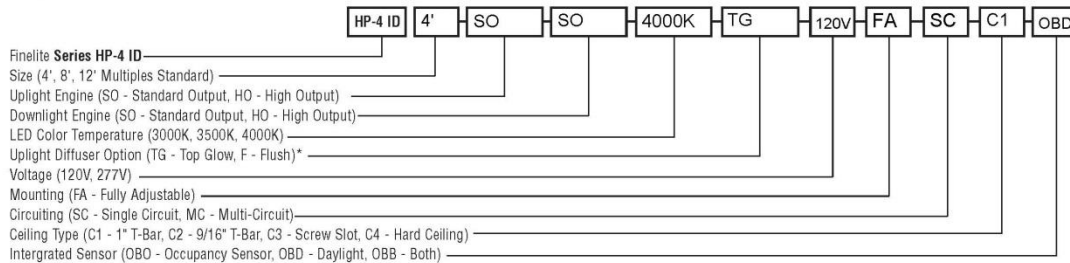 HP-4 ID 4' SO SO 4000K TG 120V FA SC C1 OBD
Finelite Series HP-4 ID
Size (4', 8', 12' Multiples Standard)
Uplight Engine (SO - Standard Output, HO - High Output)
Downlight Engine (SO - Standard Output, HO - High Output)
LED Color Temperature (3000K, 3500K, 4000K)
Uplight Diffuser Option (TG - Top Glow, F - Flush)*
Voltage (120V, 277V)
Mounting (FA - Fully Adjustable)
Circuiting (SC - Single Circuit, MC - Multi-Circuit)
Ceiling Type (C1 - 1" T-Bar, C2 - 9/16" T-Bar, C3 - Screw Slot, C4 - Hard Ceiling)
Intergrated Sensor (OBO - Occupancy Sensor, OBD - Daylight, OBB - Both)